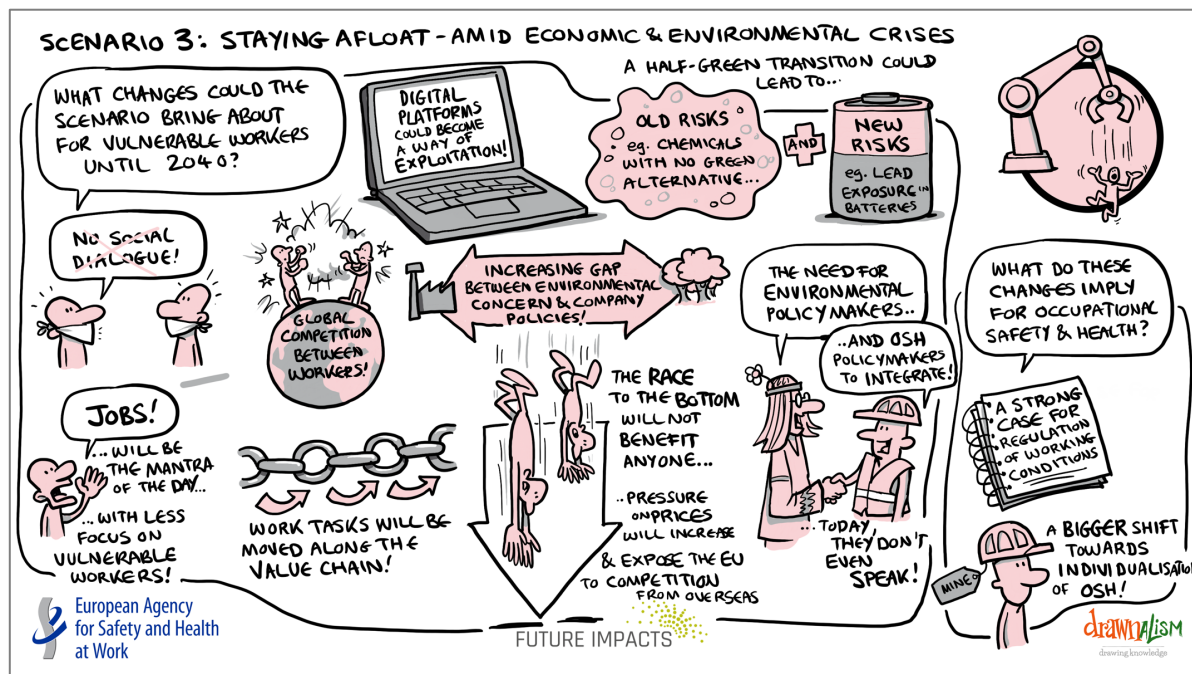 SCENARIO 3: STAYING AFLOAT - AMID ECONOMIC & ENVIRONMENTAL CRISES
WHAT CHANGES COULD THE
SCENARIO BRING ABOUT
FOR VULNERABLE WORKERS
UNTIL 2040?
NO SOCIAL
DIALOGUE!
JOBS!
...WILL BE
THE MANTRA
OF THE DAY...
...WITH LESS
FOCUS ON
VULNERABLE
WORKERS!
DIGITAL
PLATFORMS
COULD BECOME
A WAY OF
EXPLOITATION!
GLOBAL
COMPETITION
BETWEEN
WORKERS!
WORK TASKS WILL BE
MOVED ALONG THE
VALUE CHAIN!
A HALF-GREEN TRANSITION COULD
LEAD TO...
OLD RISKS
eg. CHEMICALS
WITH NO GREEN
ALTERNATIVE...
AND
NEW
RISKS
eg. LEAD
EXPOSURE IN
BATTERIES
INCREASING GAP
BETWEEN ENVIRONMENTAL
CONCERN & COMPANY
POLICIES!
THE RACE
TO THE BOTTOM
WILL NOT
BENEFIT
ANYONE...
..PRESSURE
ON PRICES
WILL INCREASE
& EXPOSE THE EU
TO COMPETITION
FROM OVERSEAS
THE NEED FOR
ENVIRONMENTAL
POLICYMAKERS..
..AND OSH
POLICYMAKERS
TO INTEGRATE!
...TODAY,
THEY DON'T
EVEN
SPEAK!
WHAT DO THESE
CHANGES IMPLY
FOR OCCUPATIONAL
SAFETY & HEALTH?
A STRONG
CASE FOR
REGULATION
OF WORKING
CONDITIONS
MINE
A BIGGER SHIFT
TOWARDS
INDIVIDUALISATION
OF OSH!
European Agency
for Safety and Health
at Work
FUTURE IMPACTS
drawnalism
drawing knowledge